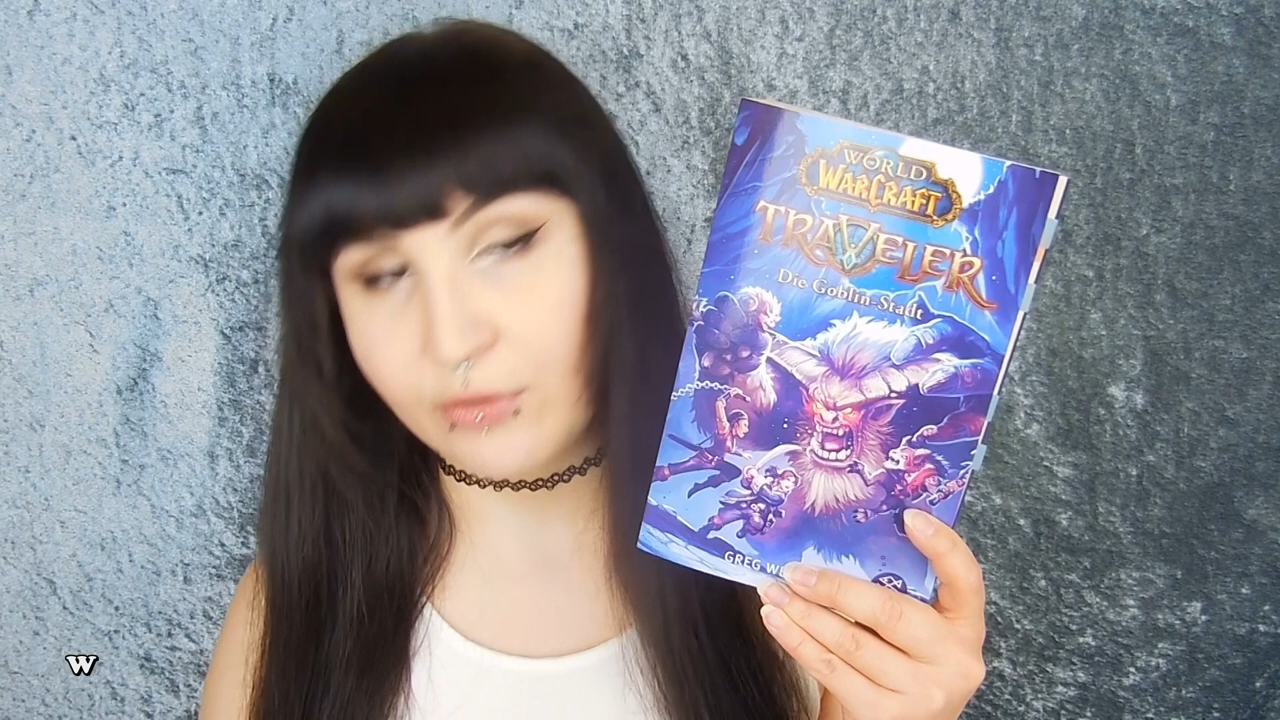 WORLD
WARCRAFT
TRAVELER
Die Goblin-Stadt
GREG
W